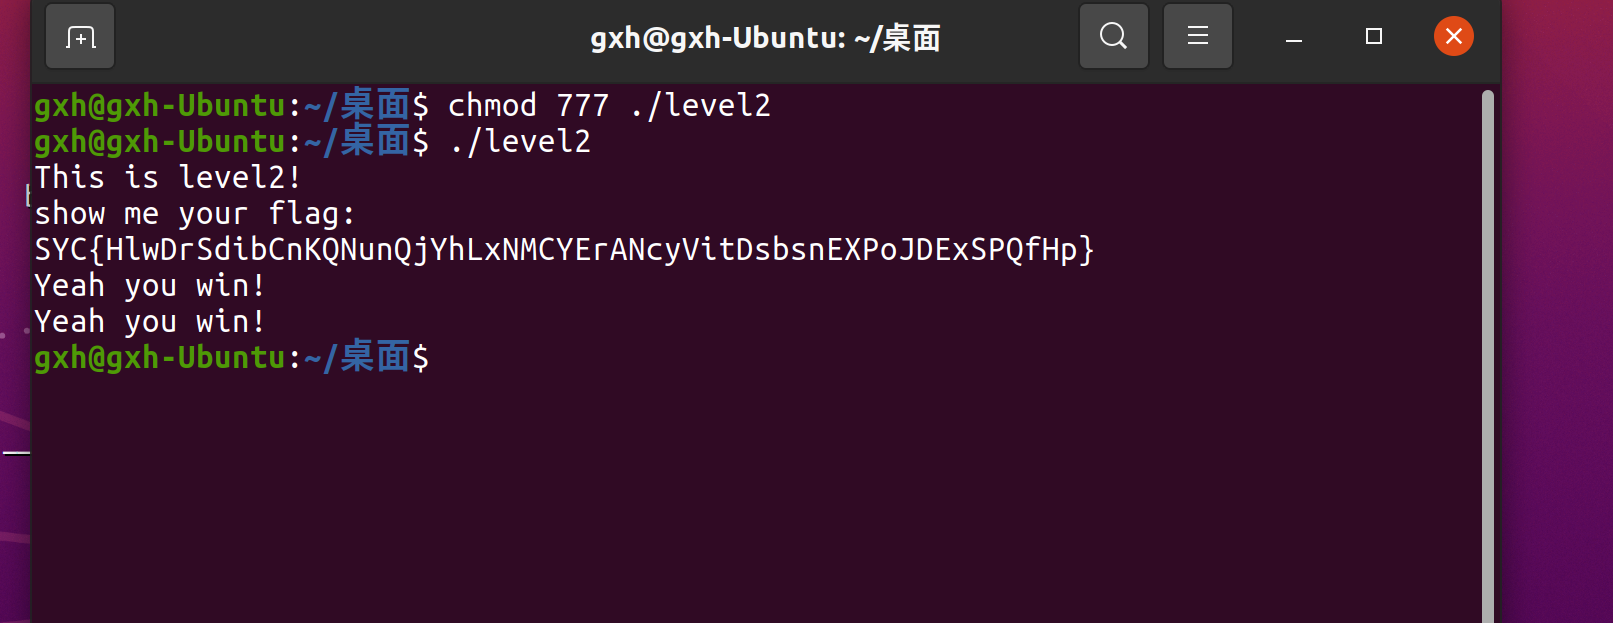 gxh@gxh-Ubuntu: ~/桌面
gxh@gxh-Ubuntu:~/桌面$ chmod 777 ./level2
gxh@gxh-Ubuntu:~/桌面$ ./level2
This is level2!
show me your flag:
SYC{HlwDrSdibCnKQNunQjYhLxNMCYErANcyVitDsbsnEXPoJDExSPQfHp}
Yeah you win!
Yeah you win!
gxh@gxh-Ubuntu:~/桌面$